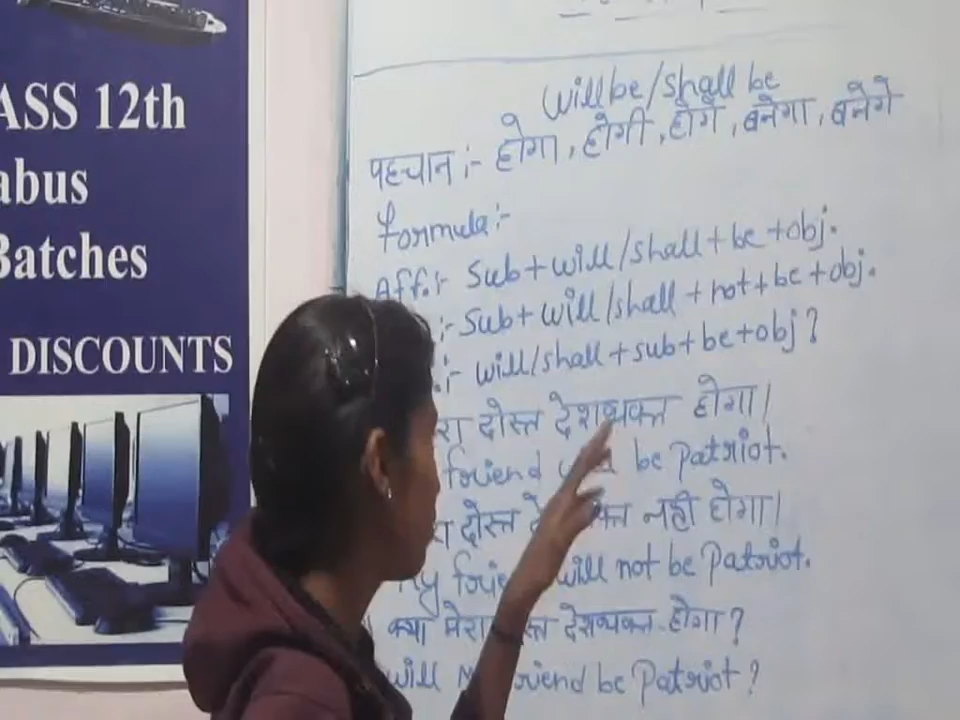 ASS 12th
abus
Batches
DISCOUNTS
will be/shall be
पहचान :- होगा, होगी, होंगे, बनेगा, बनेंगे
formula:-
Aff.:- Sub+will/shall+be+obj.
:- Sub+will/shall+not+be+obj.
:- will/shall+sub+be+obj?
दोस्त देशभक्त होगा।
friend be Patriot.
दोस्त नही होगा।
My will not be Patriot.
क्या मेरा देशभक्त होगा?
will be Patriot?